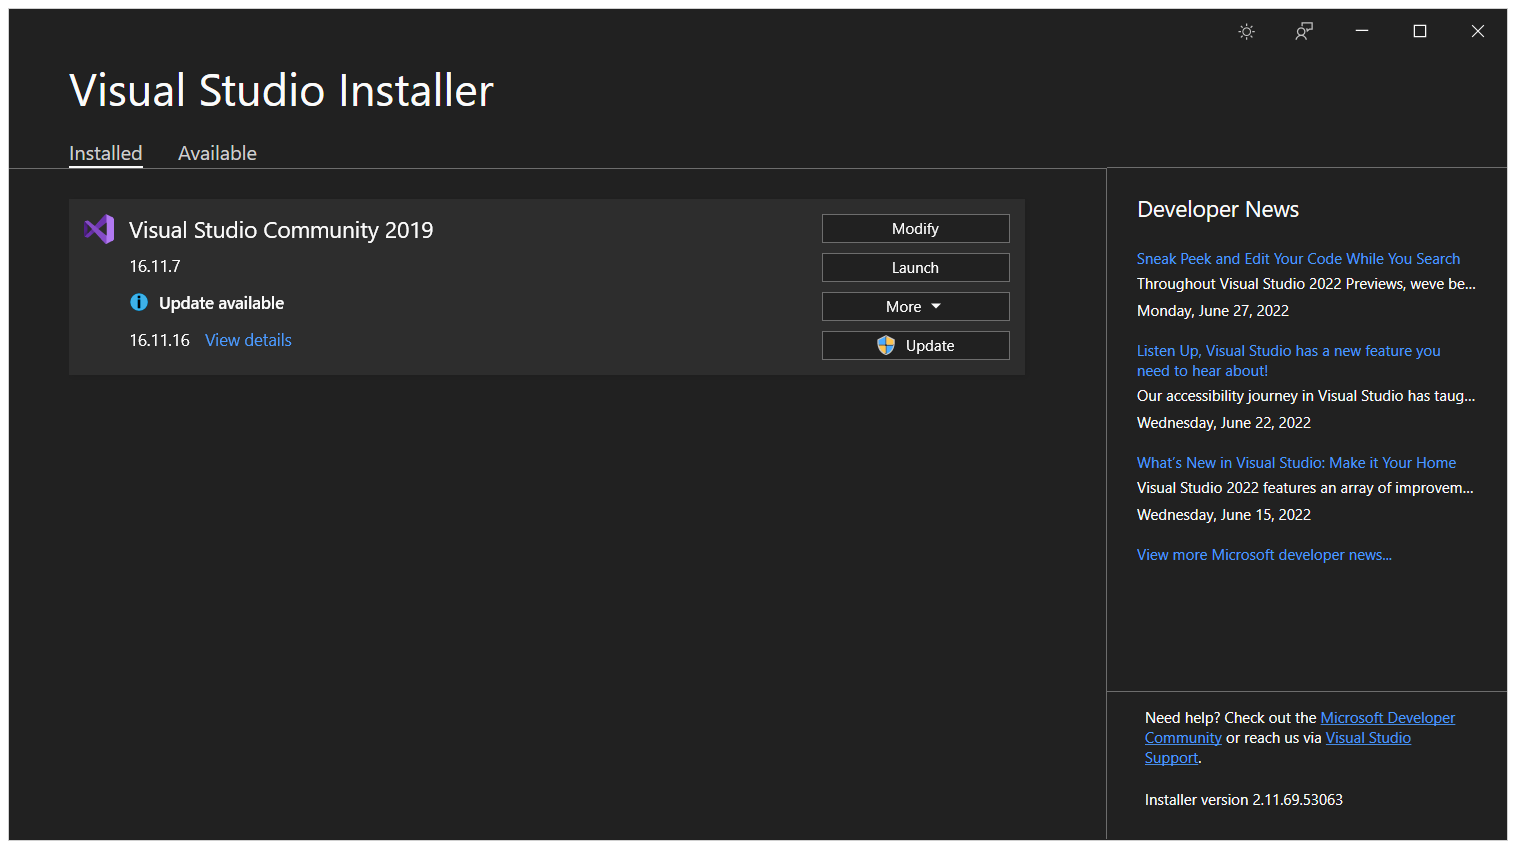 Visual Studio Installer
Installed
Available
Visual Studio Community 2019
16.11.7
Update available
16.11.16 View details
Modify
Launch
More
Update
Developer News
Sneak Peek and Edit Your Code While You Search
Throughout Visual Studio 2022 Previews, weve be...
Monday, June 27, 2022
Listen Up, Visual Studio has a new feature you
need to hear about!
Our accessibility journey in Visual Studio has taug...
Wednesday, June 22, 2022
What's New in Visual Studio: Make it Your Home
Visual Studio 2022 features an array of improvem...
Wednesday, June 15, 2022
View more Microsoft developer news...
Need help? Check out the Microsoft Developer
Community or reach us via Visual Studio
Support.
Installer version 2.11.69.53063